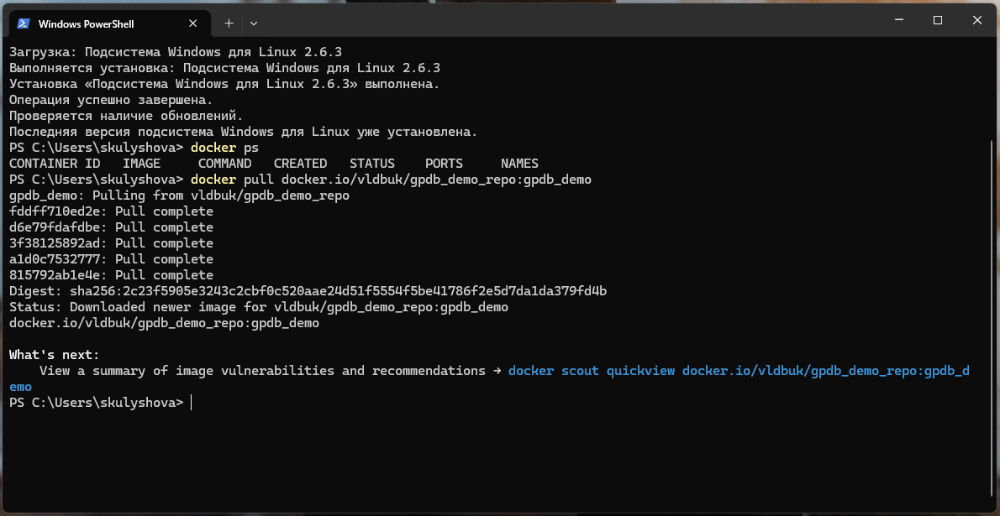 Windows PowerShell
Загрузка: Подсистема Windows для Linux 2.6.3
Выполняется установка: Подсистема Windows для Linux 2.6.3
Установка «Подсистема Windows для Linux 2.6.3» выполнена.
Операция успешно завершена.
Проверяется наличие обновлений.
Последняя версия подсистема Windows для Linux уже установлена.
PS C:\Users\skulyshova> docker ps
CONTAINER ID   IMAGE     COMMAND   CREATED   STATUS    PORTS     NAMES
PS C:\Users\skulyshova> docker pull docker.io/vldbuk/gpdb_demo_repo:gpdb_demo
gpdb_demo: Pulling from vldbuk/gpdb_demo_repo
fddff710ed2e: Pull complete
d6e79fdafdbe: Pull complete
3f38125892ad: Pull complete
a1d0c7532777: Pull complete
815792ab1e4e: Pull complete
Digest: sha256:2c23f5905e3243c2cbf0c520aae24d51f5554f5be41786f2e5d7da1da379fd4b
Status: Downloaded newer image for vldbuk/gpdb_demo_repo:gpdb_demo
docker.io/vldbuk/gpdb_demo_repo:gpdb_demo
What's next:
    View a summary of image vulnerabilities and recommendations → docker scout quickview docker.io/vldbuk/gpdb_demo_repo:gpdb_d
emo
PS C:\Users\skulyshova>